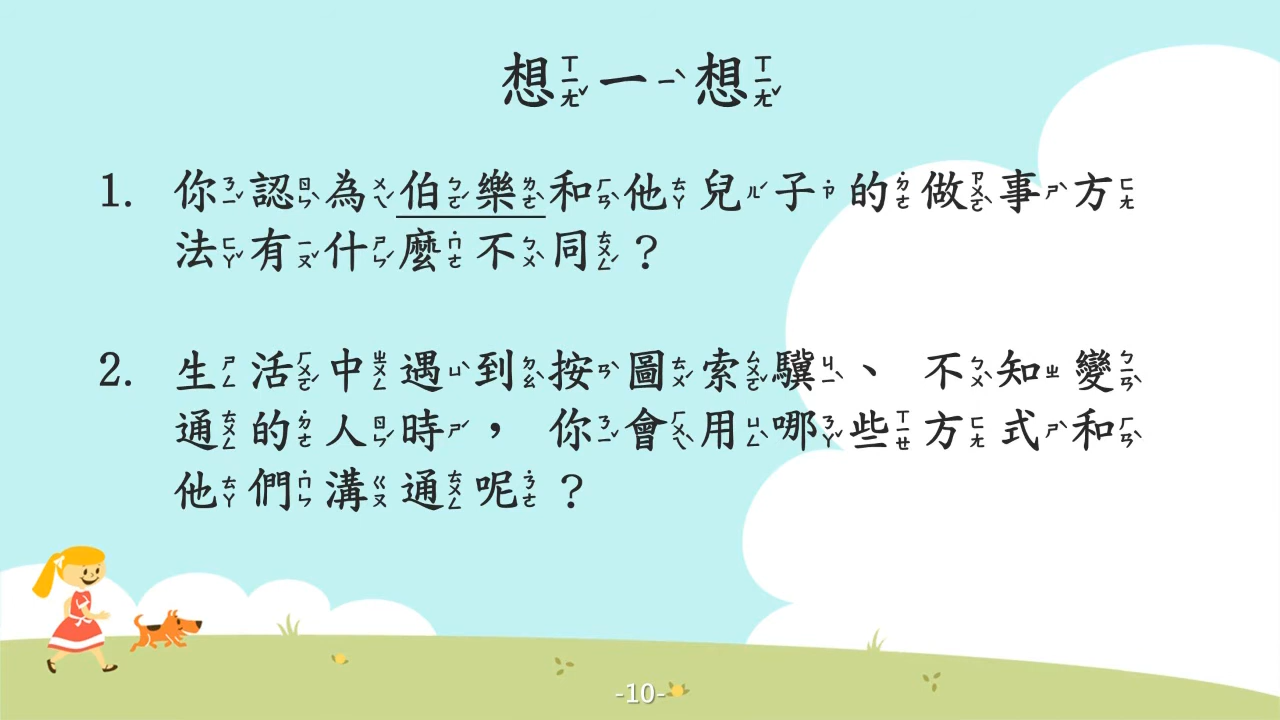 想一想
1. 你認為伯樂和他兒子的做事方
法有什麼不同？
2. 生活中遇到按圖索驥、不知變
通的人時，你會用哪些方式和
他們溝通呢？
-10-